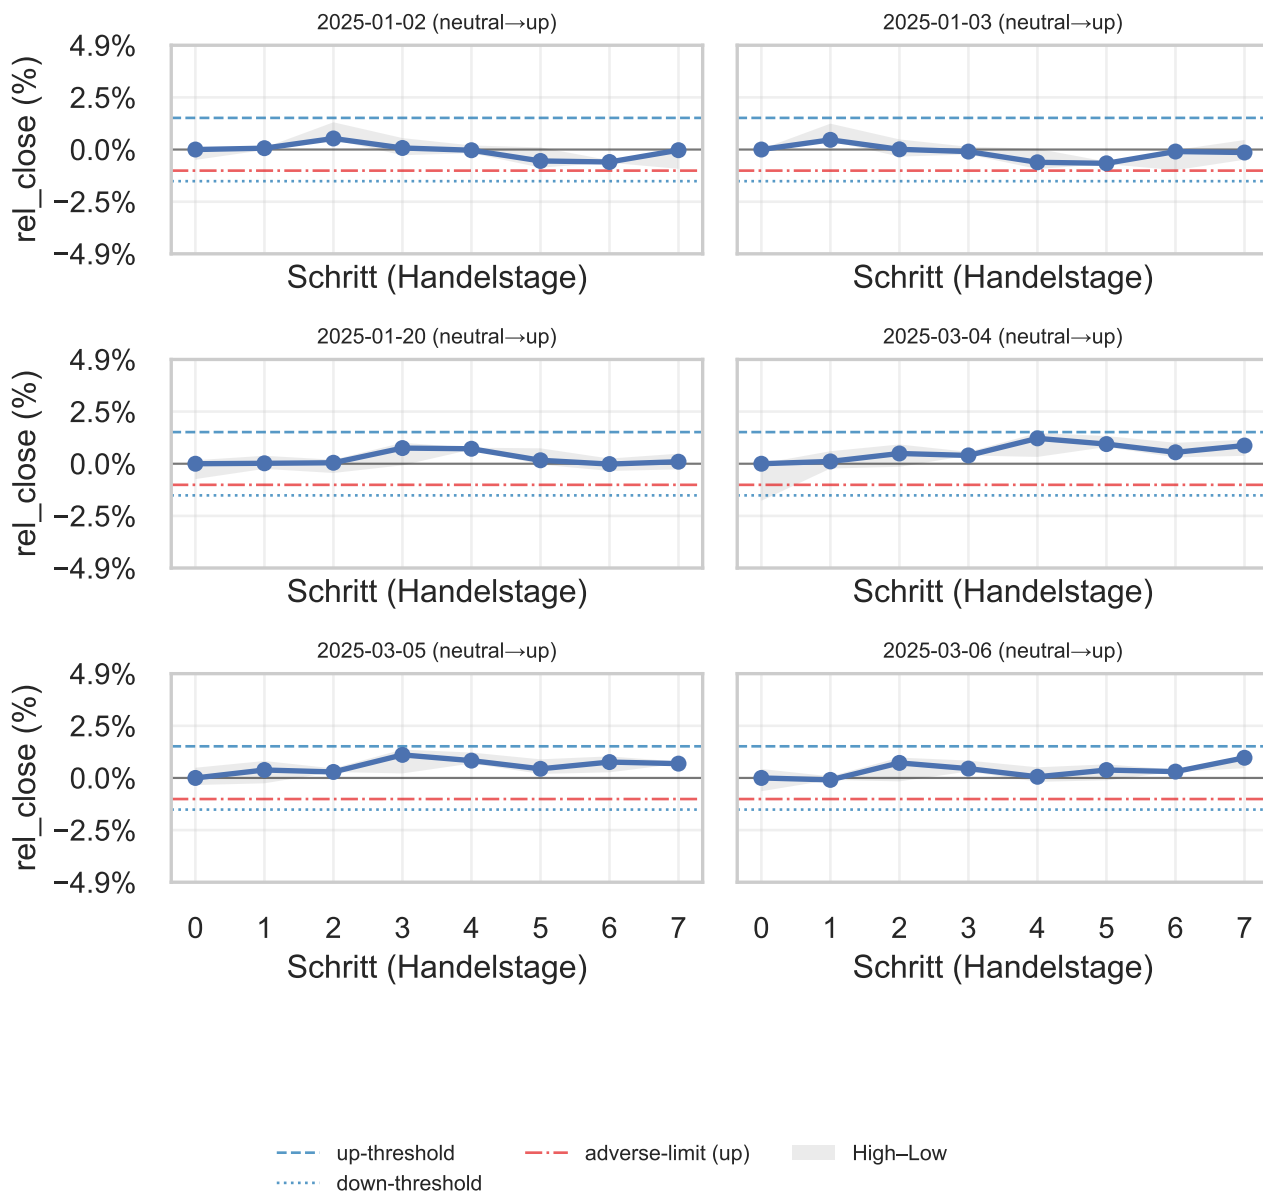 2025-01-02 (neutral→up)
2025-01-03 (neutral→up)
4.9%
2.5%
0.0%
−2.5%
−4.9%
rel_close (%)
Schritt (Handelstage)
Schritt (Handelstage)
2025-01-20 (neutral→up)
2025-03-04 (neutral→up)
4.9%
2.5%
0.0%
−2.5%
−4.9%
rel_close (%)
Schritt (Handelstage)
Schritt (Handelstage)
2025-03-05 (neutral→up)
2025-03-06 (neutral→up)
4.9%
2.5%
0.0%
−2.5%
−4.9%
rel_close (%)
0 1 2 3 4 5 6 7
0 1 2 3 4 5 6 7
Schritt (Handelstage)
Schritt (Handelstage)
up-threshold
down-threshold
adverse-limit (up)
High–Low